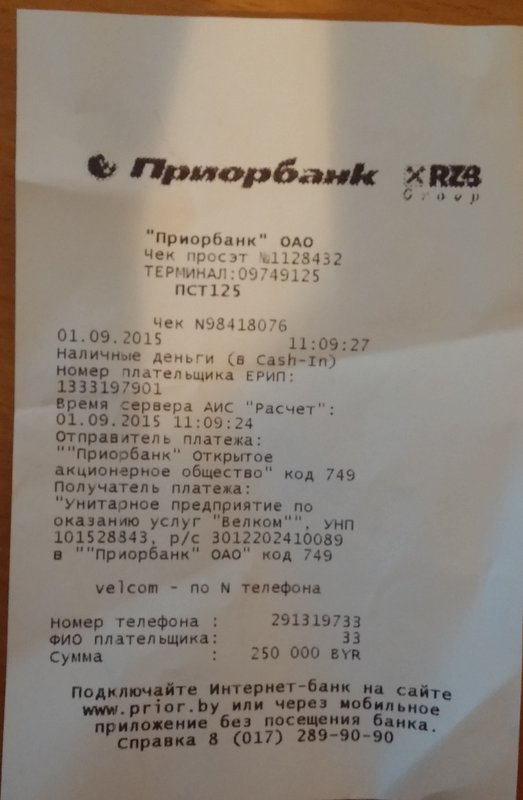 Приорбанк RZB
Group
"Приорбанк" ОАО
Чек просэт №1128432
ТЕРМИНАЛ:09749125
ПСТ125
Чек N98418076
01.09.2015 11:09:27
Наличные деньги (в Cash-In)
Номер плательщика ЕРИП:
1333197901
Время сервера АИС "Расчет":
01.09.2015 11:09:24
Отправитель платежа:
""Приорбанк" Открытое
акционерное общество" код 749
Получатель платежа:
"Унитарное предприятие по
оказанию услуг "Велком"", УНП
101528843, р/с 3012202410089
в ""Приорбанк" ОАО" код 749
velcom - по N телефона
Номер телефона : 291319733
ФИО плательщика: 33
Сумма : 250 000 BYR
Подключайте Интернет-банк на сайте
www.prior.by или через мобильное
приложение без посещения банка.
Справка 8 (017) 289-90-90